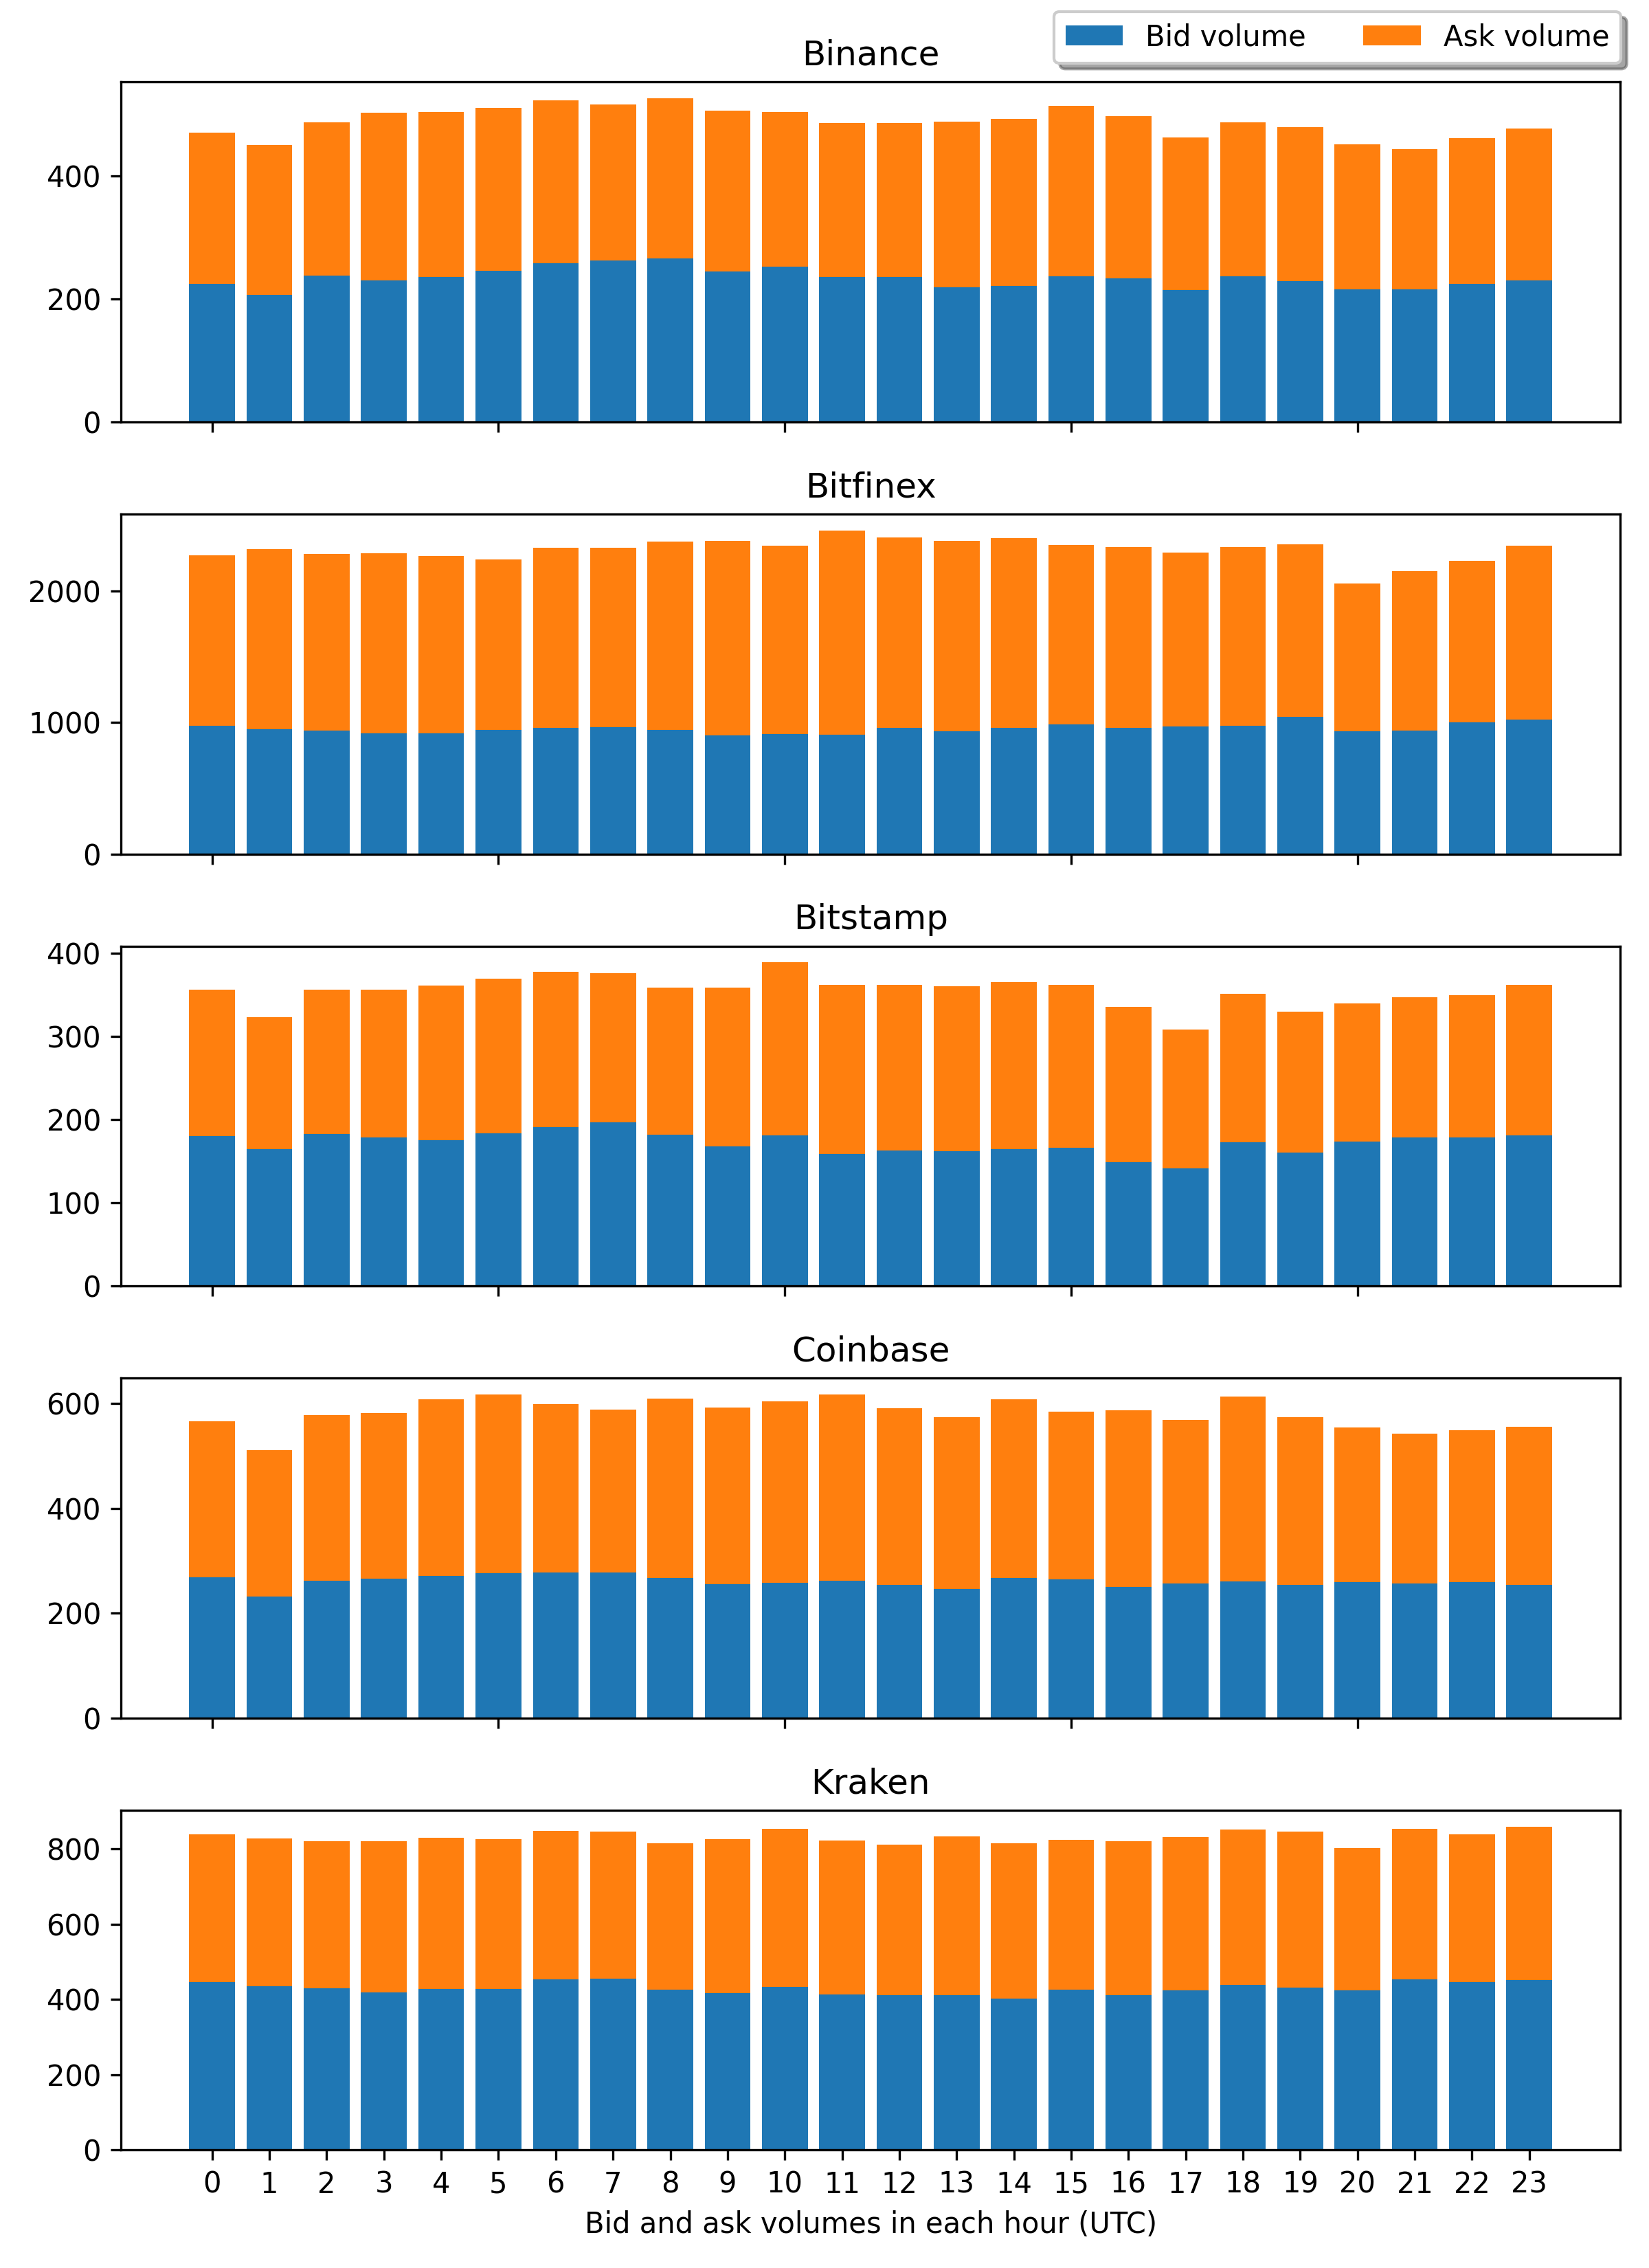 Bid volume Ask volume
Binance
400
200
0
Bitfinex
2000
1000
0
Bitstamp
400
300
200
100
0
Coinbase
600
400
200
0
Kraken
800
600
400
200
0
0 1 2 3 4 5 6 7 8 9 10 11 12 13 14 15 16 17 18 19 20 21 22 23
Bid and ask volumes in each hour (UTC)